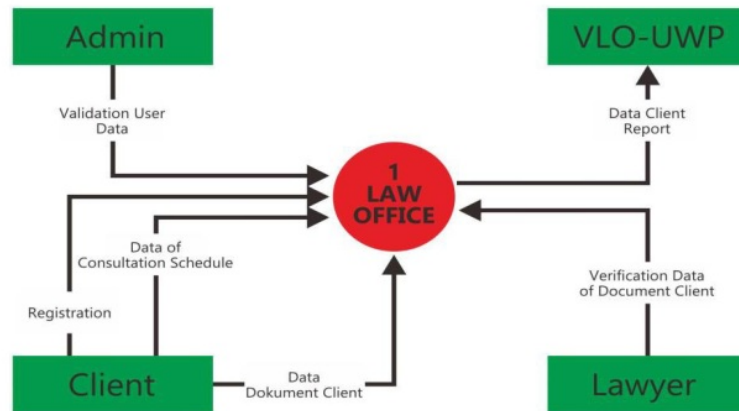 Admin
VLO-UWP
Validation User
Data
Data Client
Report
1
LAW
OFFICE
Data of
Consultation Schedule
Verification Data
of Document Client
Registration
Client
Data
Dokument Client
Lawyer